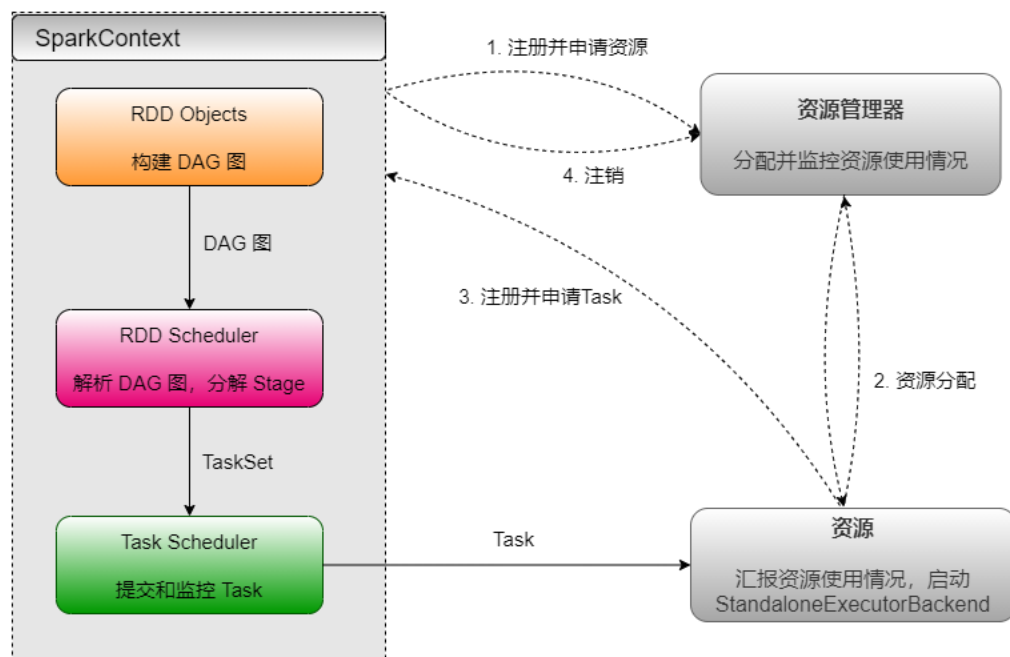 SparkContext
RDD Objects
构建 DAG 图
DAG 图
RDD Scheduler
解析 DAG 图，分解 Stage
TaskSet
Task Scheduler
提交和监控 Task
1. 注册并申请资源
4. 注销
3. 注册并申请Task
Task
资源管理器
分配并监控资源使用情况
2. 资源分配
资源
汇报资源使用情况，启动
StandaloneExecutorBackend